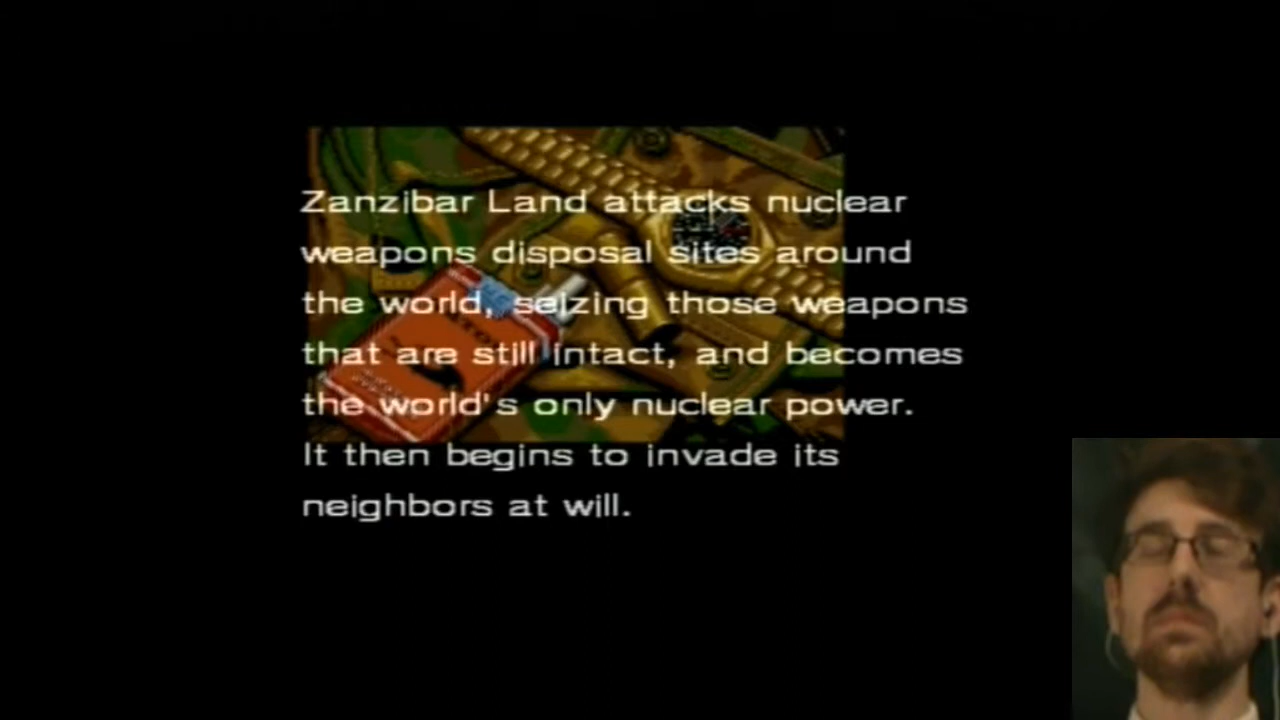 Zanzibar Land attacks nuclear
weapons disposal sites around
the world, seizing those weapons
that are still intact, and becomes
the world's only nuclear power.
It then begins to invade its
neighbors at will.